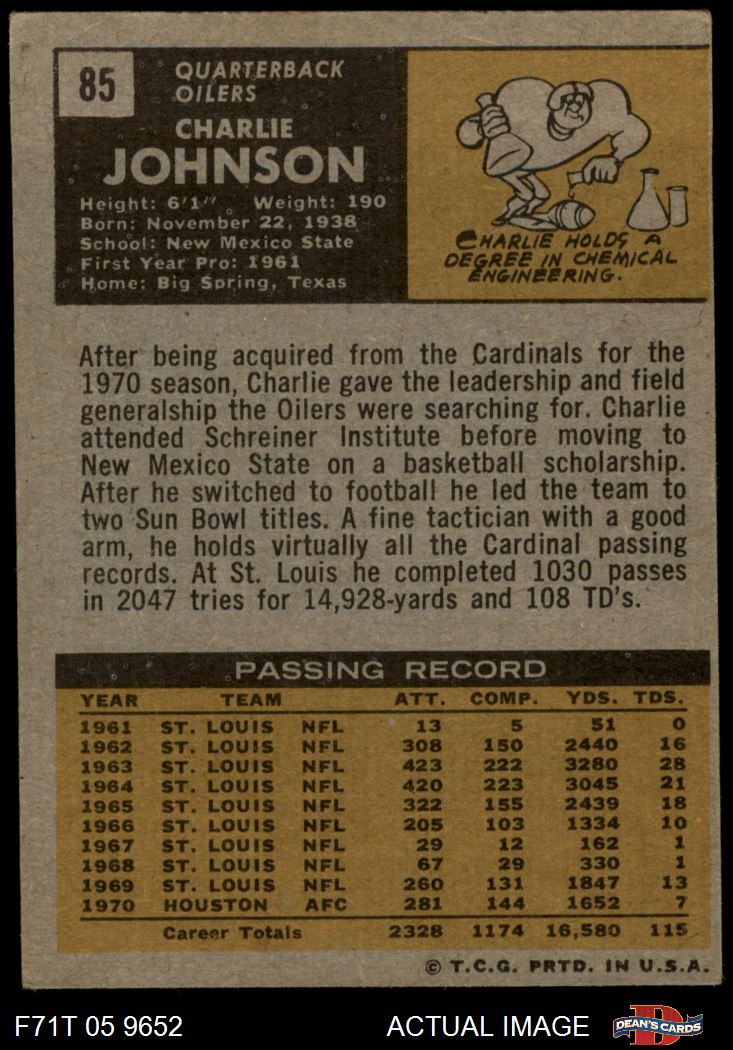 85
QUARTERBACK
OILERS
CHARLIE
JOHNSON
Height: 6'1" Weight: 190
Born: November 22, 1938
School: New Mexico State
First Year Pro: 1961
Home: Big Spring, Texas
CHARLIE HOLDS A
DEGREE IN CHEMICAL
ENGINEERING.
After being acquired from the Cardinals for the
1970 season, Charlie gave the leadership and field
generalship the Oilers were searching for. Charlie
attended Schreiner Institute before moving to
New Mexico State on a basketball scholarship.
After he switched to football he led the team to
two Sun Bowl titles. A fine tactician with a good
arm, he holds virtually all the Cardinal passing
records. At St. Louis he completed 1030 passes
in 2047 tries for 14,928-yards and 108 TD's.
PASSING RECORD
YEAR TEAM ATT. COMP. YDS. TDS.
1961 ST. LOUIS NFL 13 5 51 0
1962 ST. LOUIS NFL 308 150 2440 16
1963 ST. LOUIS NFL 423 222 3280 28
1964 ST. LOUIS NFL 420 223 3045 21
1965 ST. LOUIS NFL 322 155 2439 18
1966 ST. LOUIS NFL 205 103 1334 10
1967 ST. LOUIS NFL 29 12 162 1
1968 ST. LOUIS NFL 67 29 330 1
1969 ST. LOUIS NFL 260 131 1847 13
1970 HOUSTON AFC 281 144 1652 7
Career Totals 2328 1174 16,580 115
© T.C.G. PRTD. IN U.S.A.
F71T 05 9652 ACTUAL IMAGE D DEAN'S CARDS